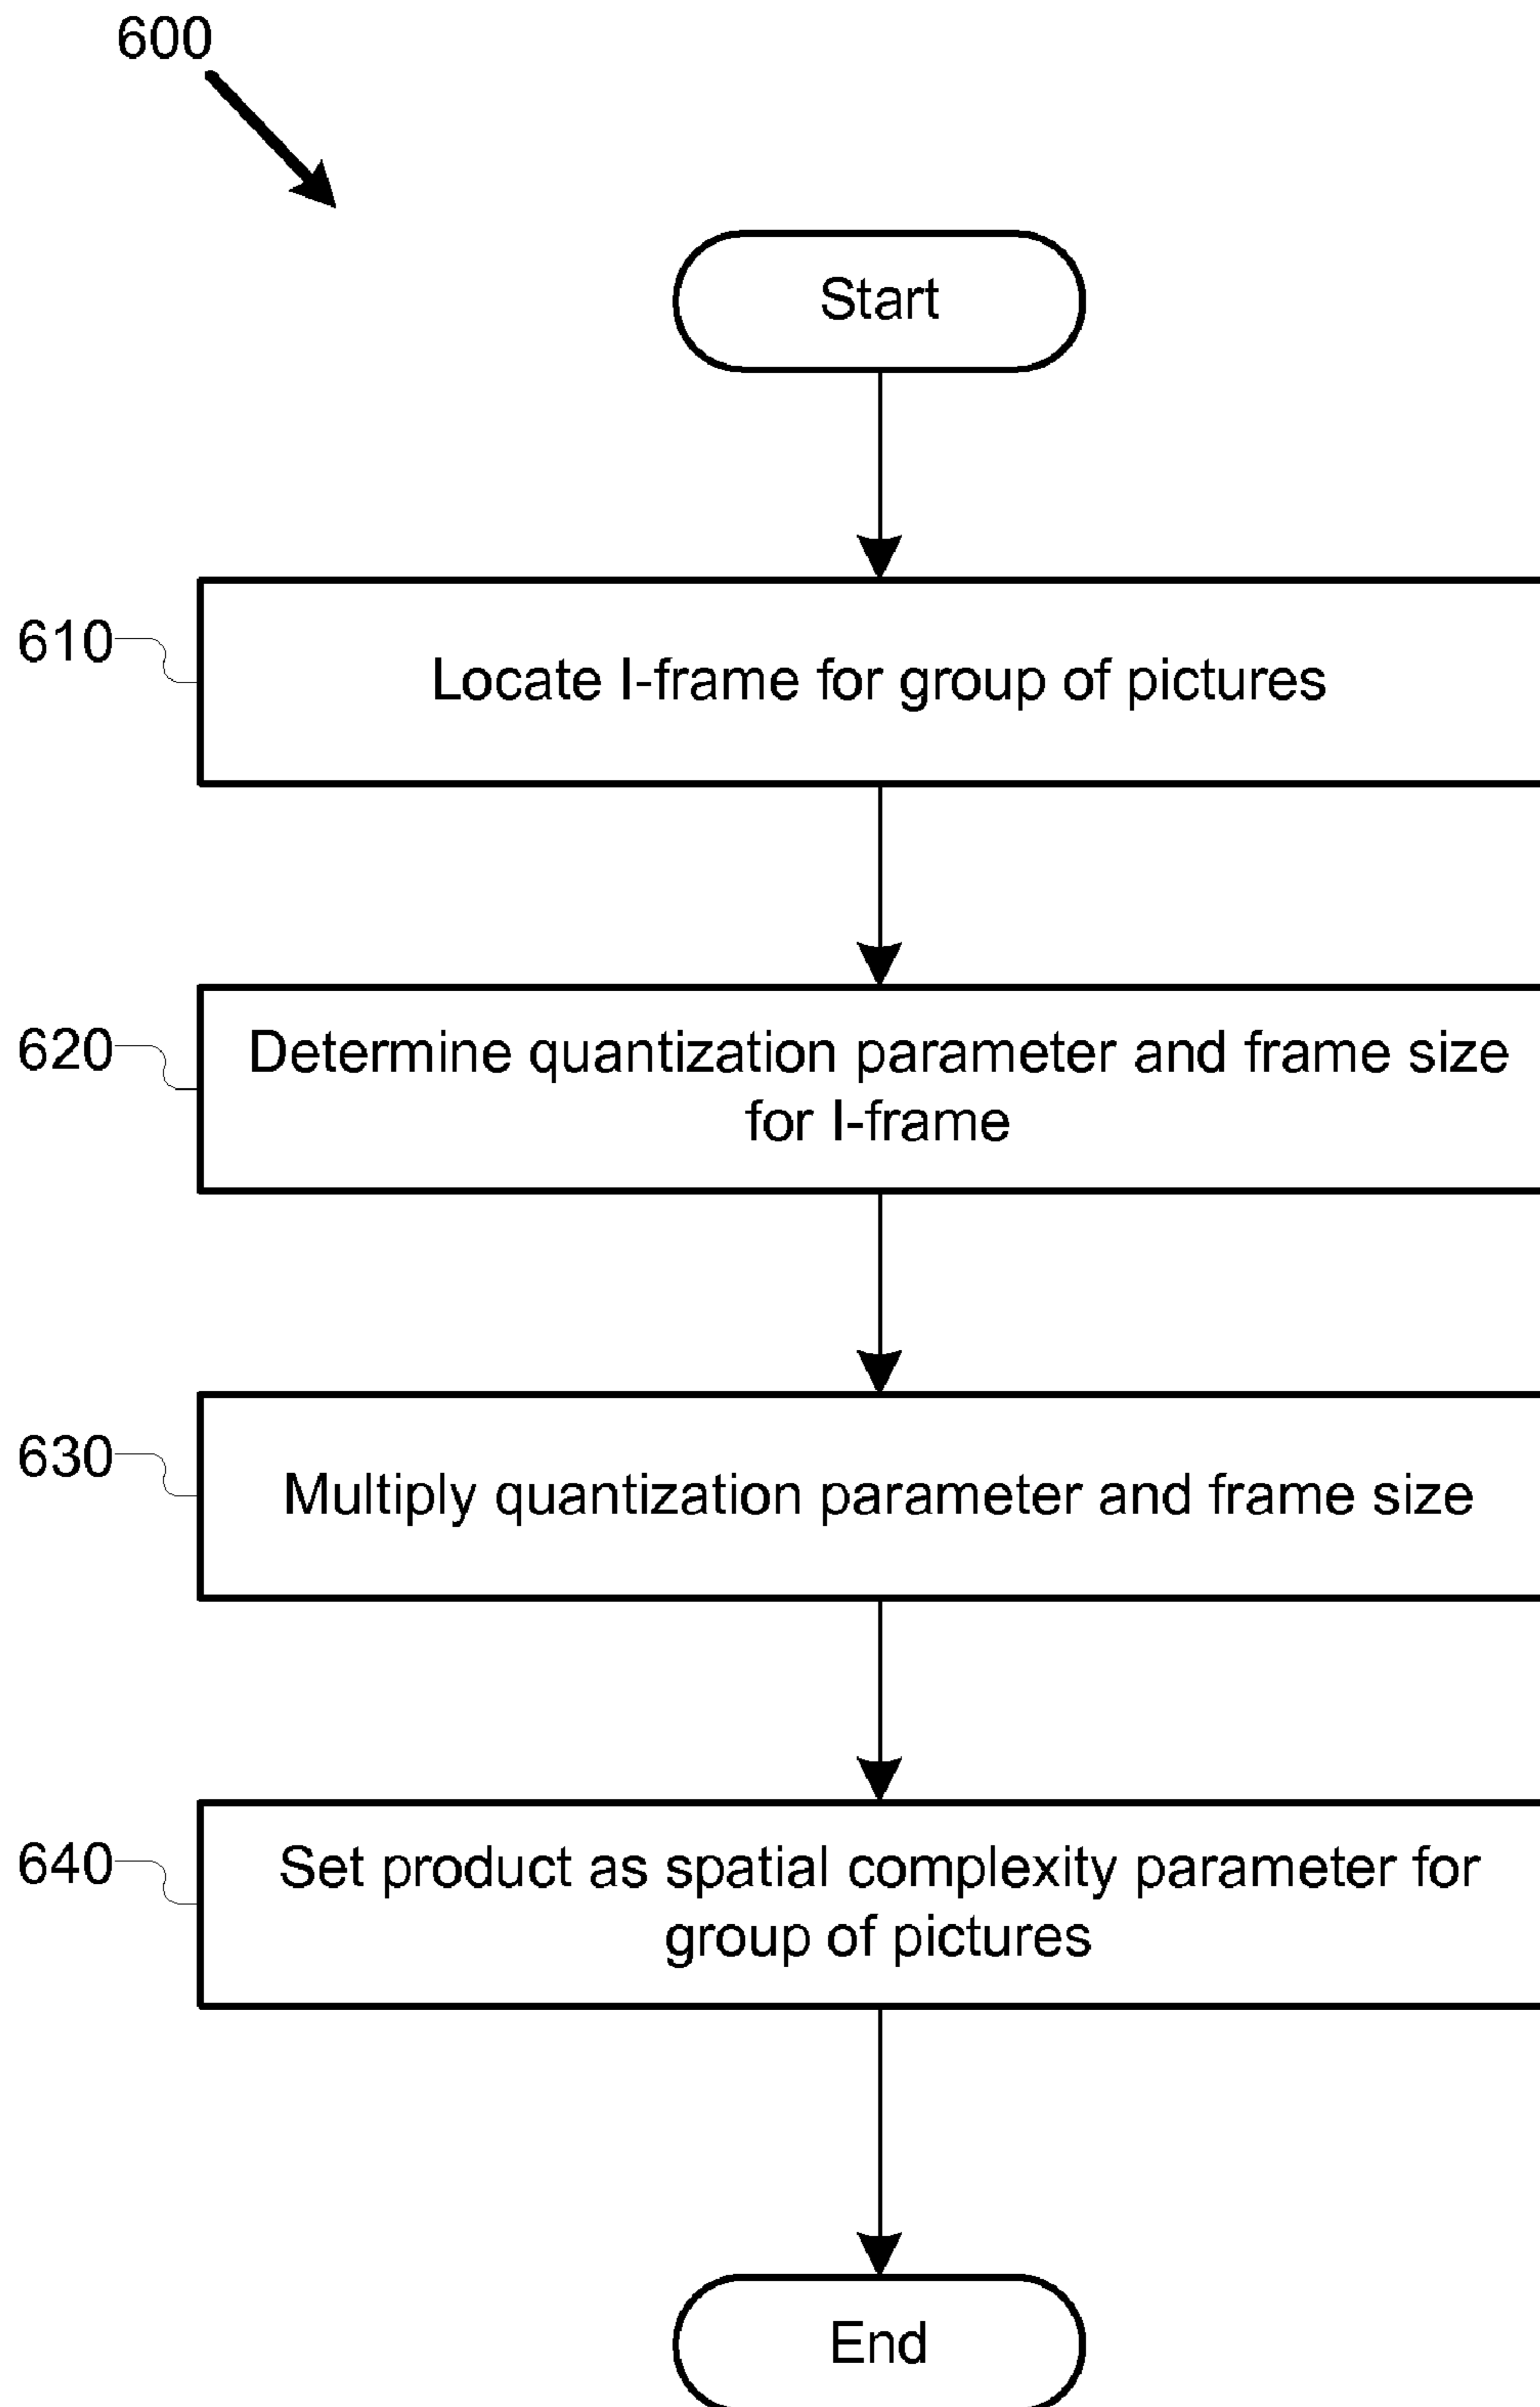 600
Start
610
Locate I-frame for group of pictures
620
Determine quantization parameter and frame size
for I-frame
630
Multiply quantization parameter and frame size
640
Set product as spatial complexity parameter for
group of pictures
End